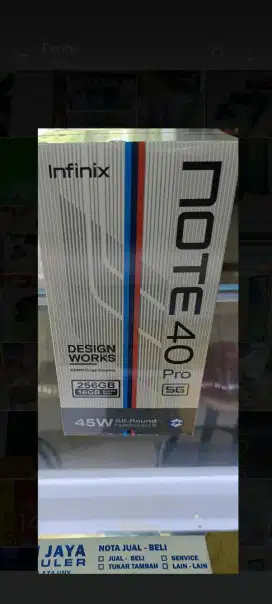 Infinix
NOTE 40
Pro
5G
DESIGN
WORKS
256GB
16GB
45W All-Round
JAYA
ULER
NOTA JUAL - BELI
JUAL - BELI
SERVICE
TUKAR TAMBAH
LAIN - LAIN